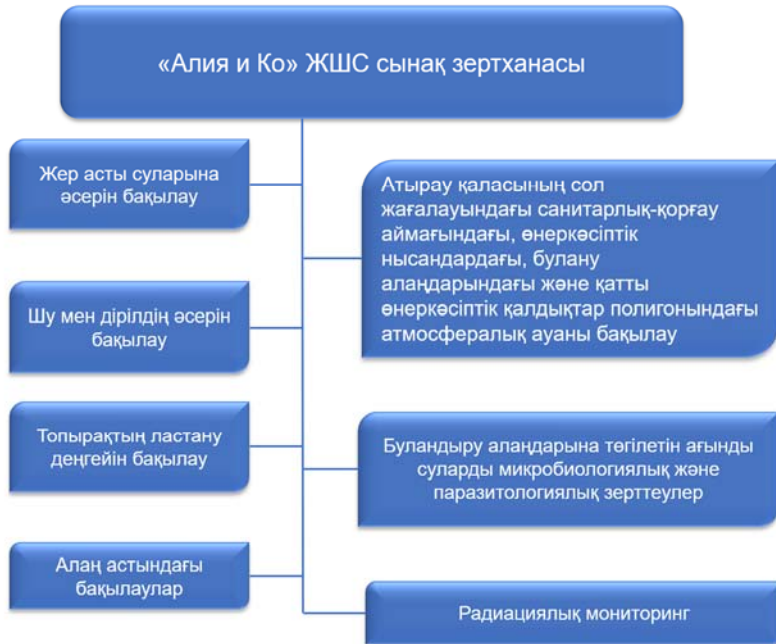 «Алия и Ко» ЖШС сынақ зертханасы
Жер асты суларына
әсерін бақылау
Атырау қаласының сол
жағалауындағы санитарлық-қорғау
аймағындағы, өнеркәсіптік
нысандардағы, булану
алаңдарындағы және қатты
өнеркәсіптік қалдықтар полигонындағы
атмосфералық ауаны бақылау
Шу мен дірілдің әсерін
бақылау
Топырақтың ластану
деңгейін бақылау
Буландыру алаңдарына төгілетін ағынды
суларды микробиологиялық және
паразитологиялық зерттеулер
Алаң астындағы
бақылаулар
Радиациялық мониторинг